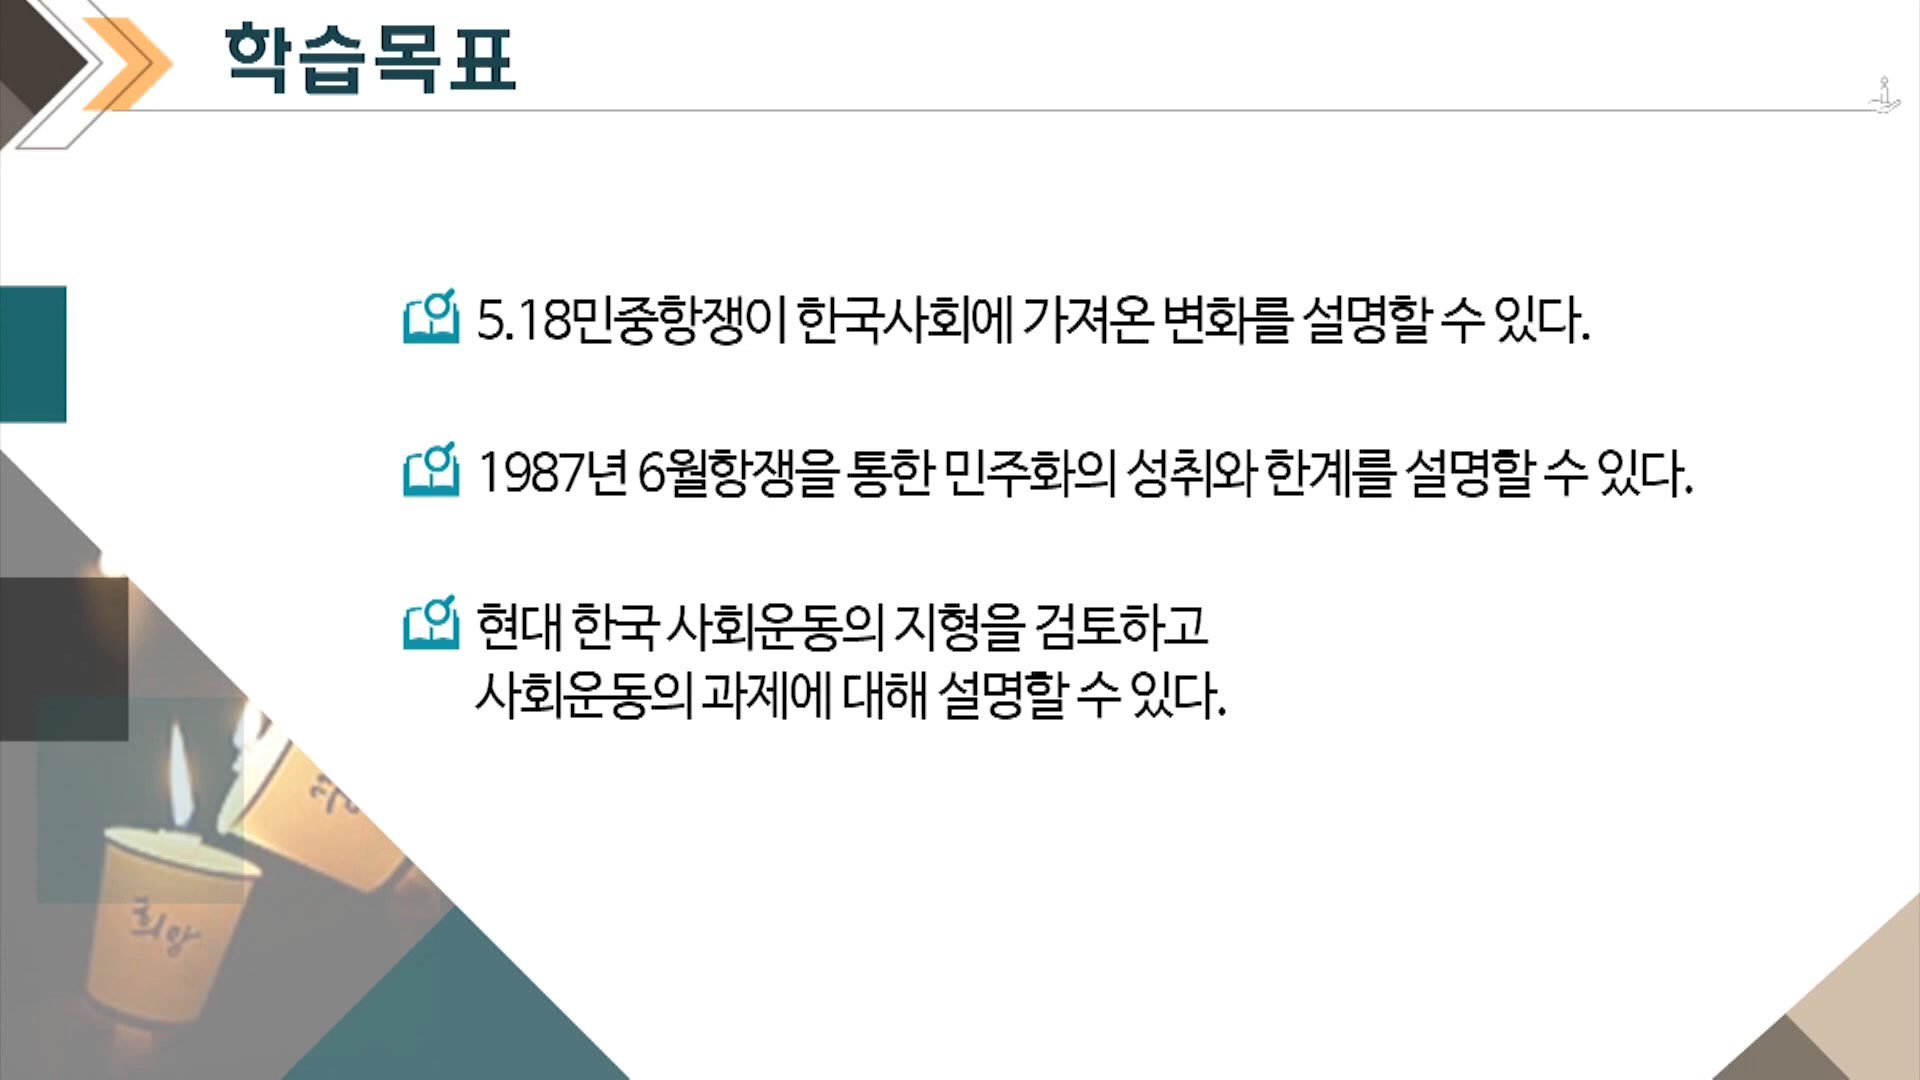 학습목표
5.18민중항쟁이 한국사회에 가져온 변화를 설명할 수 있다.
1987년 6월항쟁을 통한 민주화의 성취와 한계를 설명할 수 있다.
현대 한국 사회운동의 지형을 검토하고
사회운동의 과제에 대해 설명할 수 있다.
희망